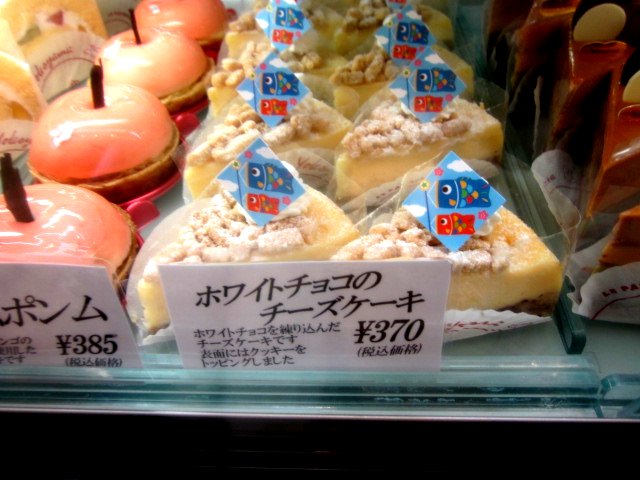 ホワイトチョコの
チーズケーキ
ホワイトチョコを練り込んだ
チーズケーキです
表面にはクッキーを
トッピングしました
¥370
(税込価格)
ポンム
¥385
(税込価格)